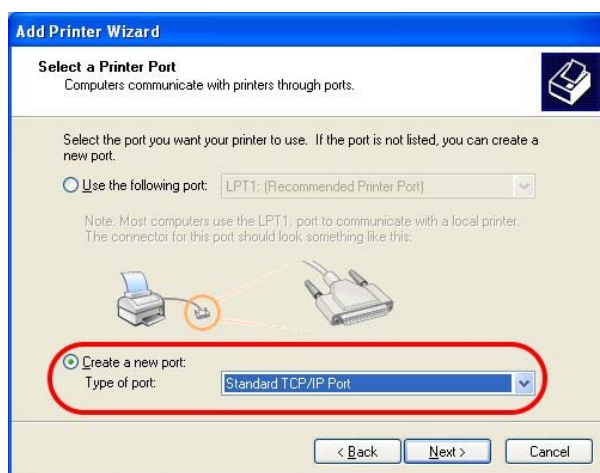 Add Printer Wizard
Select a Printer Port
Computers communicate with printers through ports.
Select the port you want your printer to use. If the port is not listed, you can create a
new port.
Use the following port: LPT1: (Recommended Printer Port)
Note: Most computers use the LPT1: port to communicate with a local printer.
The connector for this port should look something like this:
Create a new port:
Type of port: Standard TCP/IP Port
< Back Next > Cancel